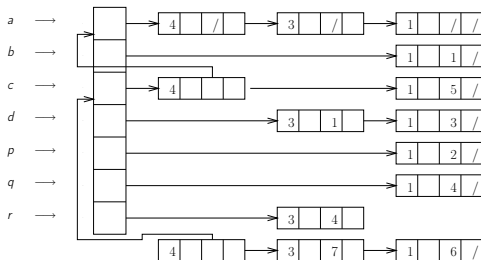 a → 4 / 3 / 1 / /
b → 1 1 /
c → 4 1 5 /
d → 3 1 1 3 /
p → 1 2 /
q → 1 4 /
r → 3 4
4 3 7 1 6 /